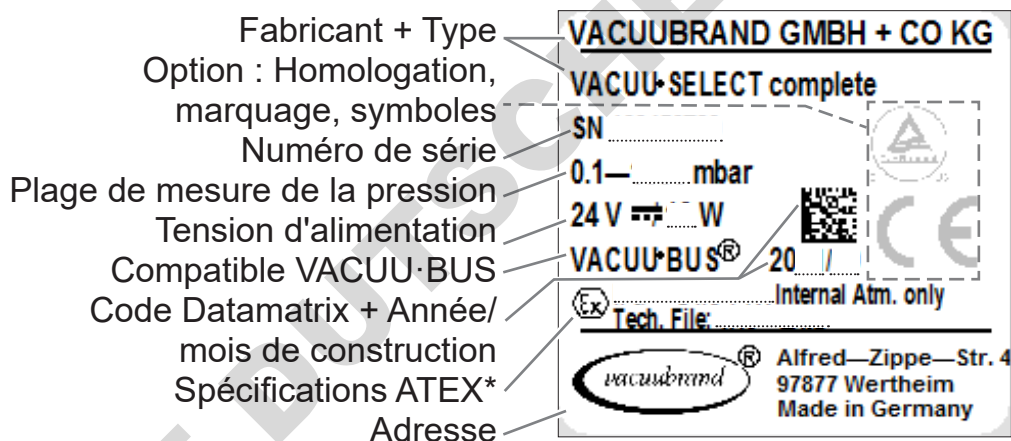 Fabricant + Type
Option : Homologation,
marquage, symboles
Numéro de série
Plage de mesure de la pression
Tension d'alimentation
Compatible VACUU·BUS
Code Datamatrix + Année/
mois de construction
Spécifications ATEX*
Adresse
VACUUBRAND GMBH + CO KG
VACUU·SELECT complete
SN
0.1— mbar
24 V W
VACUU·BUS®
20 /
CE
Ex Internal Atm. only
Tech. File:
vacuubrand ®
Alfred—Zippe—Str. 4
97877 Wertheim
Made in Germany